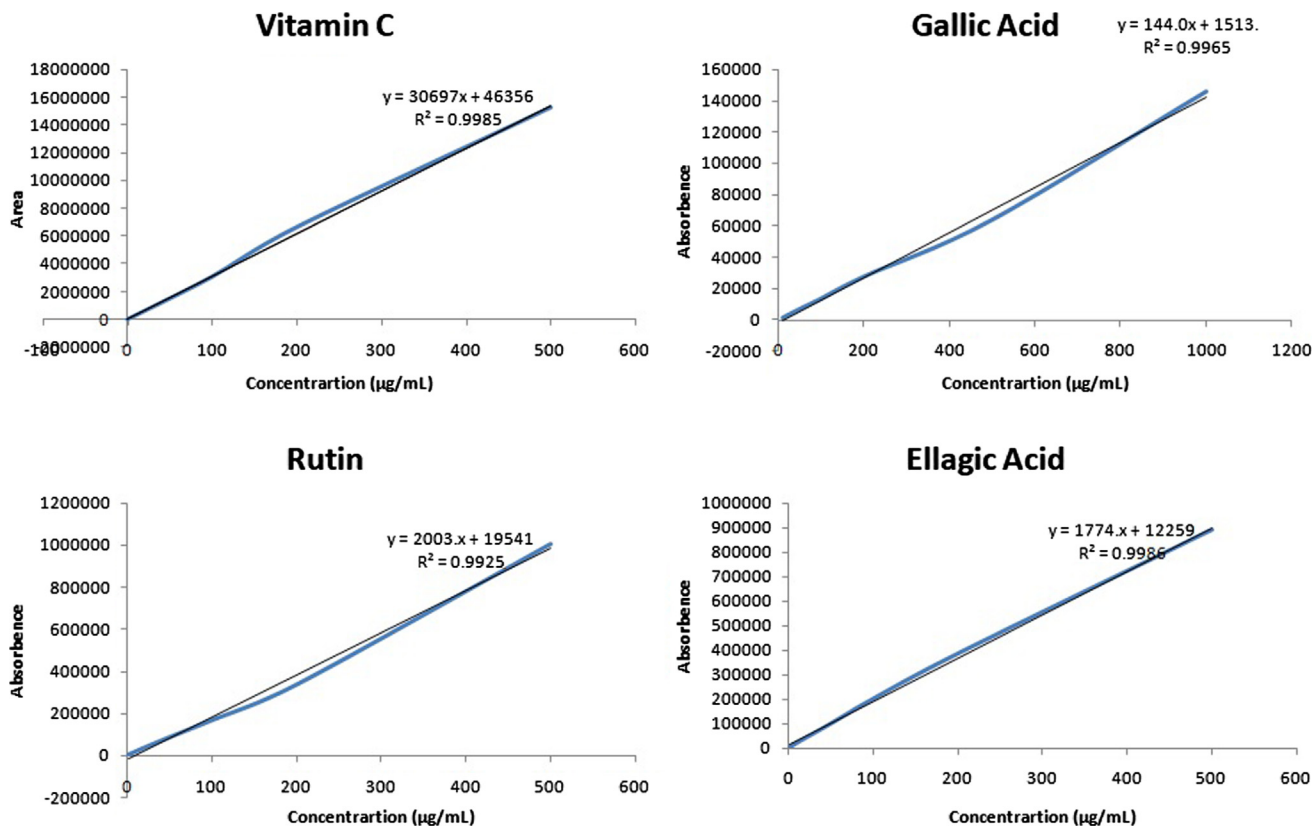 Vitamin C
y = 30697x + 46356
R² = 0.9985
18000000
16000000
14000000
12000000
10000000
8000000
6000000
4000000
2000000
0
-2000000
-100
0 100 200 300 400 500 600
Area
Concentrartion (µg/mL)
Gallic Acid
y = 144.0x + 1513.
R² = 0.9965
160000
140000
120000
100000
80000
60000
40000
20000
0
-20000
0 200 400 600 800 1000 1200
Absorbence
Concentrartion (µg/mL)
Rutin
y = 2003.x + 19541
R² = 0.9925
1200000
1000000
800000
600000
400000
200000
0
-200000
0 100 200 300 400 500 600
Absorbence
Concentrartion (µg/mL)
Ellagic Acid
y = 1774.x + 12259
R² = 0.9986
1000000
900000
800000
700000
600000
500000
400000
300000
200000
100000
0
0 100 200 300 400 500 600
Absorbence
Concentrartion (µg/mL)